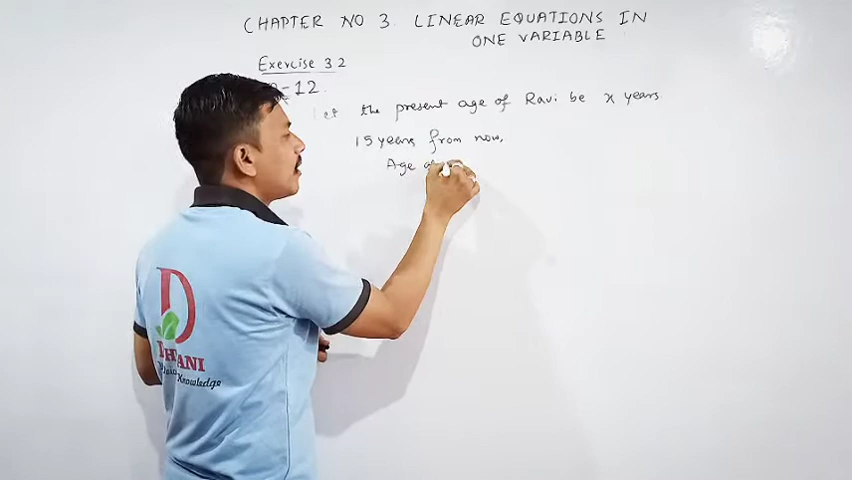 CHAPTER NO 3 LINEAR EQUATIONS IN
ONE VARIABLE
Exercise 3.2
-12
let the present age of Ravi be x years
15 years from now,
Age
D
Knowledge